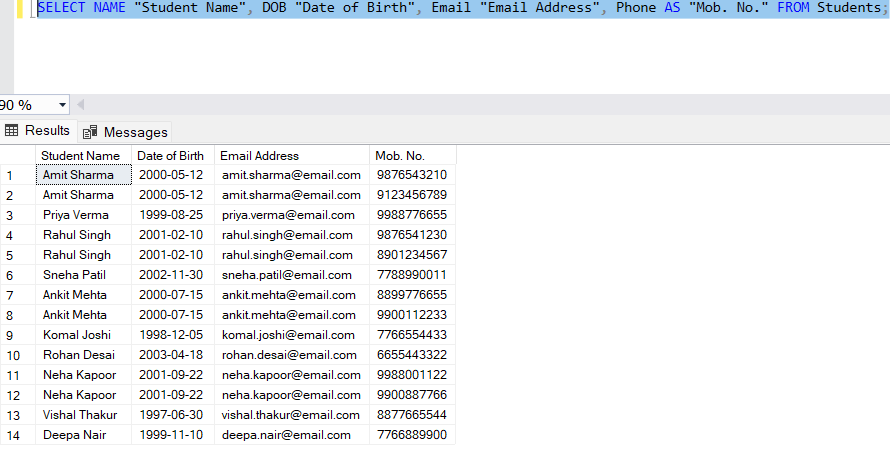 SELECT NAME "Student Name", DOB "Date of Birth", Email "Email Address", Phone AS "Mob. No." FROM Students;
90 %
Results Messages
Student Name Date of Birth Email Address Mob. No.
1 Amit Sharma 2000-05-12 amit.sharma@email.com 9876543210
2 Amit Sharma 2000-05-12 amit.sharma@email.com 9123456789
3 Priya Verma 1999-08-25 priya.verma@email.com 9988776655
4 Rahul Singh 2001-02-10 rahul.singh@email.com 9876541230
5 Rahul Singh 2001-02-10 rahul.singh@email.com 8901234567
6 Sneha Patil 2002-11-30 sneha.patil@email.com 7788990011
7 Ankit Mehta 2000-07-15 ankit.mehta@email.com 8899776655
8 Ankit Mehta 2000-07-15 ankit.mehta@email.com 9900112233
9 Komal Joshi 1998-12-05 komal.joshi@email.com 7766554433
10 Rohan Desai 2003-04-18 rohan.desai@email.com 6655443322
11 Neha Kapoor 2001-09-22 neha.kapoor@email.com 9988001122
12 Neha Kapoor 2001-09-22 neha.kapoor@email.com 9900887766
13 Vishal Thakur 1997-06-30 vishal.thakur@email.com 8877665544
14 Deepa Nair 1999-11-10 deepa.nair@email.com 7766889900